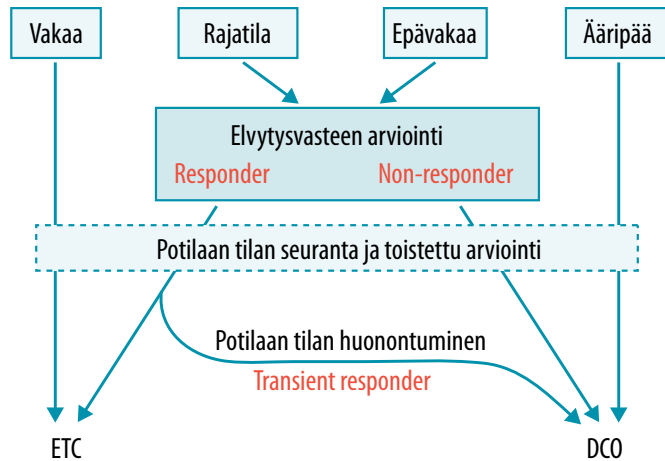 Vakaa Rajatila Epävakaa Ääripää
Elvytysvasteen arviointi
Responder Non-responder
Potilaan tilan seuranta ja toistettu arviointi
Potilaan tilan huonontuminen
Transient responder
ETC DCO